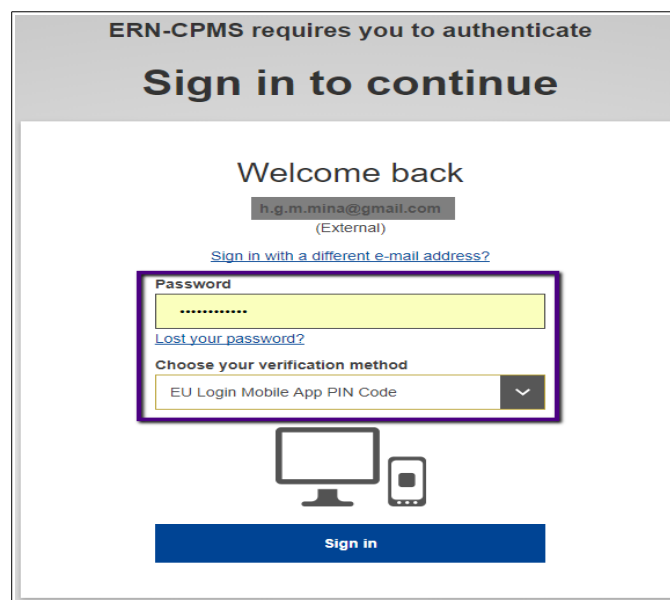 ERN-CPMS requires you to authenticate
Sign in to continue
Welcome back
h.g.m.mina@gmail.com
(External)
Sign in with a different e-mail address?
Password
••••••••••••
Lost your password?
Choose your verification method
EU Login Mobile App PIN Code
Sign in